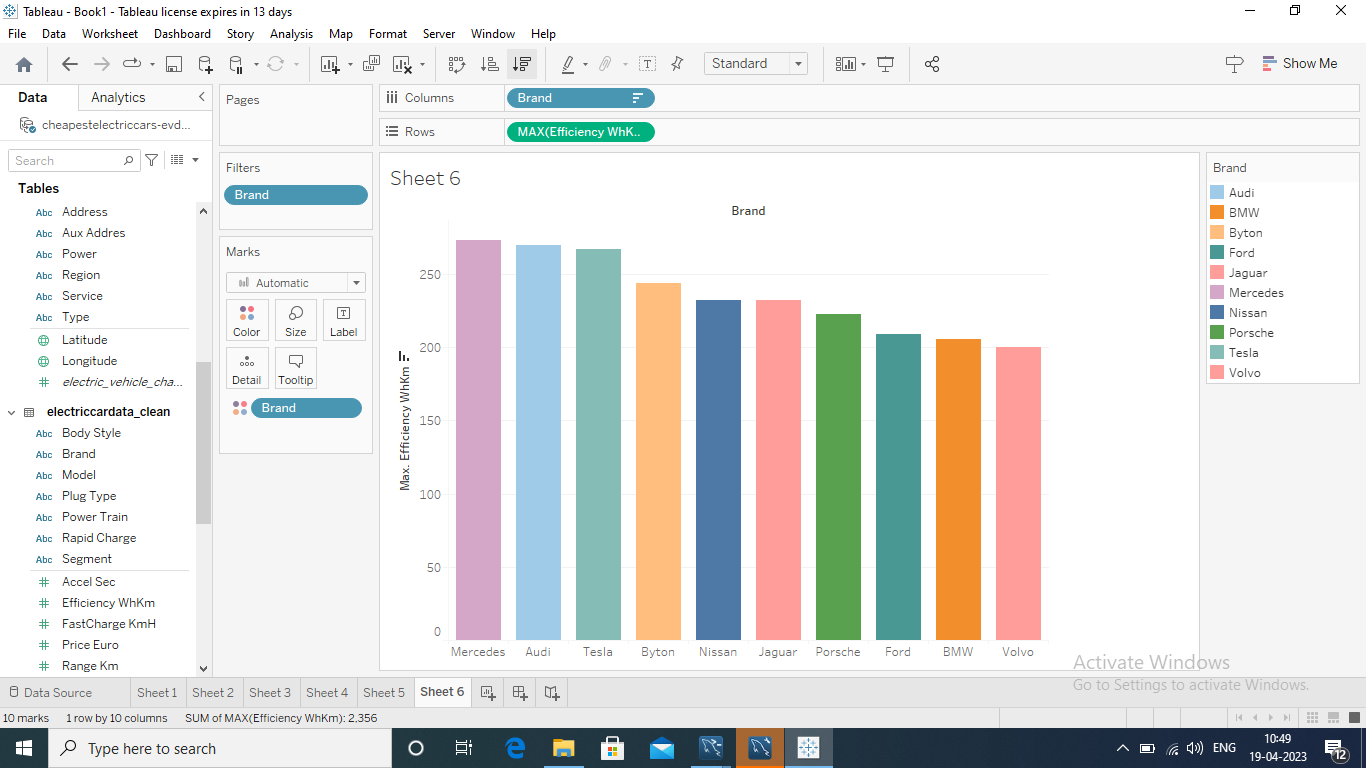 Tableau - Book1 - Tableau license expires in 13 days
File Data Worksheet Dashboard Story Analysis Map Format Server Window Help
Standard
Show Me
Data Analytics
cheapestelectriccars-evd...
Search
Tables
Abc Address
Abc Aux Addres
Abc Power
Abc Region
Abc Service
Abc Type
Latitude
Longitude
# electric_vehicle_cha...
electriccardata_clean
Abc Body Style
Abc Brand
Abc Model
Abc Plug Type
Abc Power Train
Abc Rapid Charge
Abc Segment
# Accel Sec
# Efficiency WhKm
# FastCharge KmH
# Price Euro
# Range Km
Pages
Filters
Brand
Marks
Automatic
Color Size Label
Detail Tooltip
Brand
Columns Brand
Rows MAX(Efficiency WhK..
Sheet 6
Brand
Max. Efficiency WhKm
250
200
150
100
50
0
Mercedes Audi Tesla Byton Nissan Jaguar Porsche Ford BMW Volvo
Brand
Audi
BMW
Byton
Ford
Jaguar
Mercedes
Nissan
Porsche
Tesla
Volvo
Activate Windows
Go to Settings to activate Windows.
Data Source Sheet 1 Sheet 2 Sheet 3 Sheet 4 Sheet 5 Sheet 6
10 marks 1 row by 10 columns SUM of MAX(Efficiency WhKm): 2,356
Type here to search
ENG
10:49
19-04-2023
12